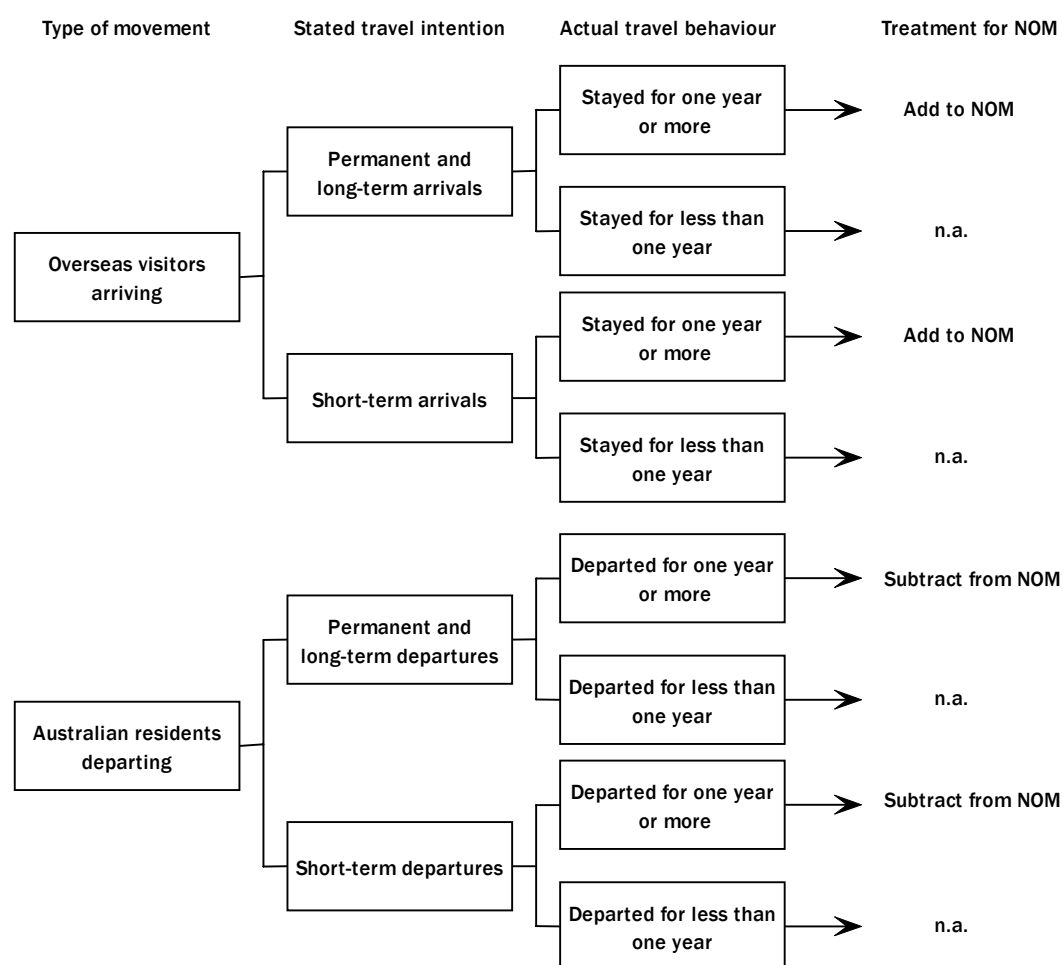 Type of movement
Stated travel intention
Actual travel behaviour
Treatment for NOM
Stayed for one year
or more
Add to NOM
Permanent and
long-term arrivals
Stayed for less than
one year
n.a.
Overseas visitors
arriving
Stayed for one year
or more
Add to NOM
Short-term arrivals
Stayed for less than
one year
n.a.
Departed for one year
or more
Subtract from NOM
Permanent and
long-term departures
Departed for less than
one year
n.a.
Australian residents
departing
Departed for one year
or more
Subtract from NOM
Short-term departures
Departed for less than
one year
n.a.